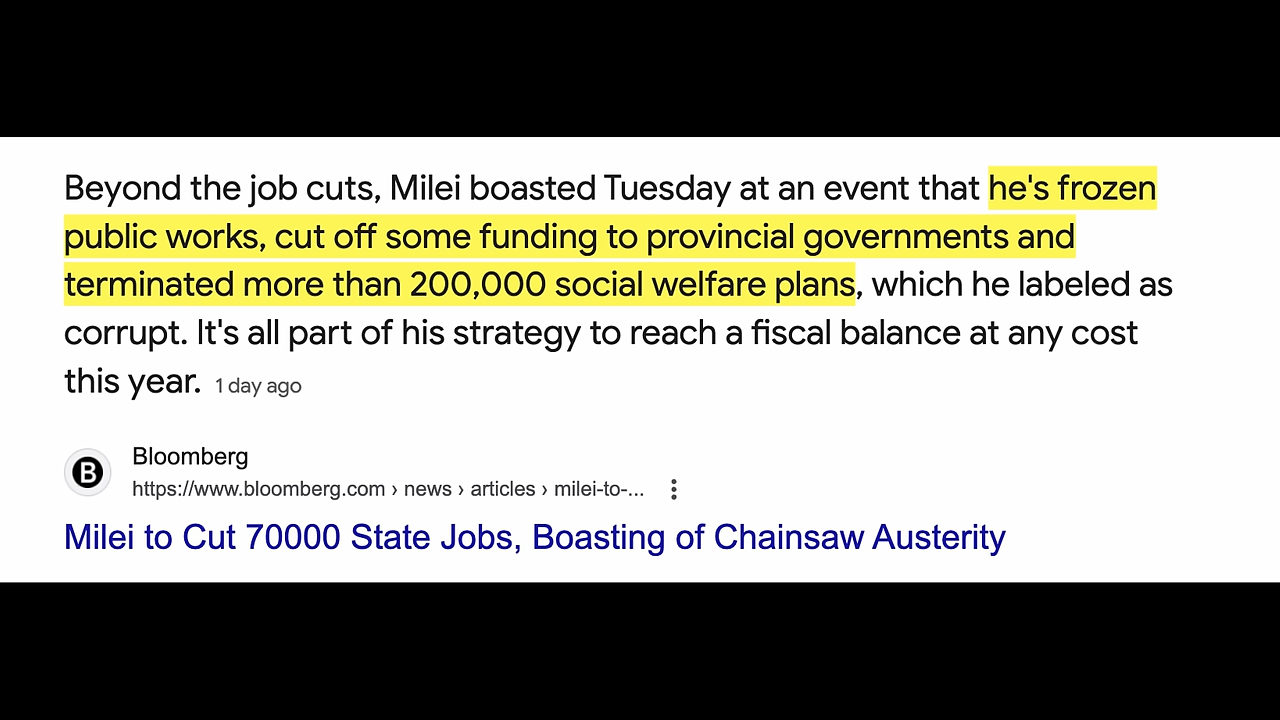 Beyond the job cuts, Milei boasted Tuesday at an event that he's frozen
public works, cut off some funding to provincial governments and
terminated more than 200,000 social welfare plans, which he labeled as
corrupt. It's all part of his strategy to reach a fiscal balance at any cost
this year. 1 day ago
B
Bloomberg
https://www.bloomberg.com › news › articles › milei-to-...
Milei to Cut 70000 State Jobs, Boasting of Chainsaw Austerity